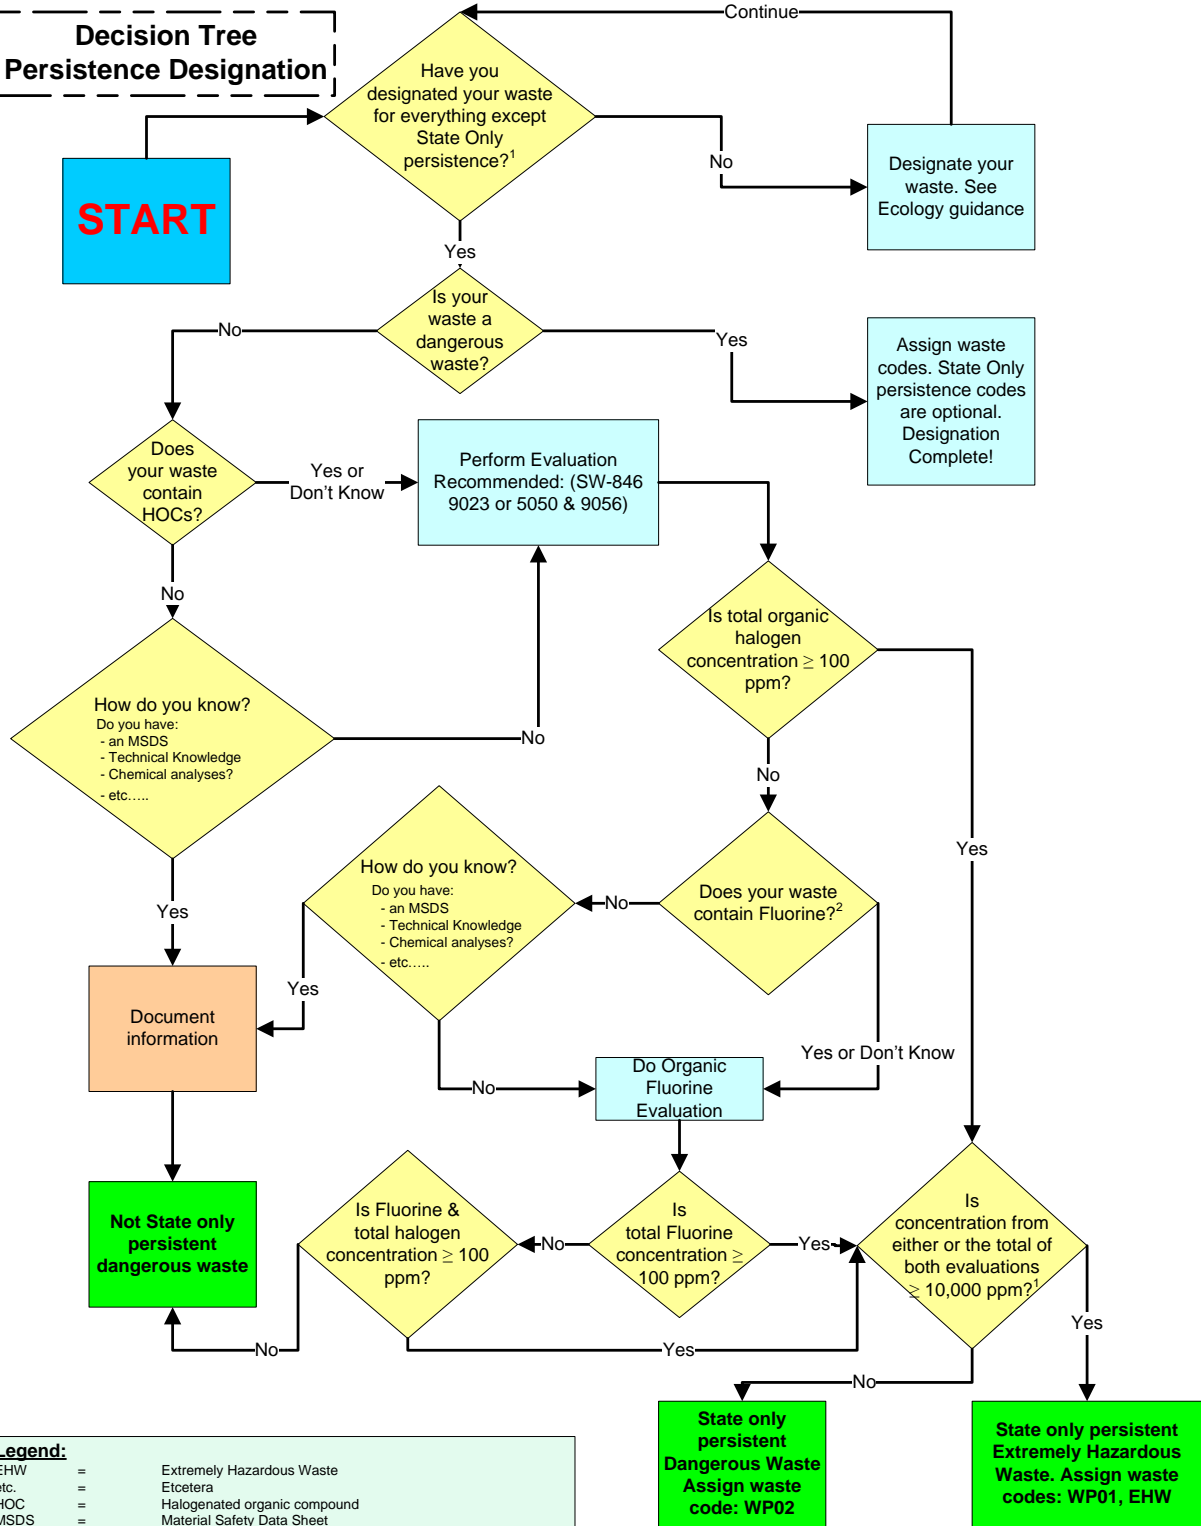 Decision Tree
Persistence Designation
Continue
Have you
designated your waste
for everything except
State Only
persistence?1
START
No
Designate your
waste. See
Ecology guidance
Yes
Is your
waste a
dangerous
waste?
No
Yes
Assign waste
codes. State Only
persistence codes
are optional.
Designation
Complete!
Does
your waste
contain
HOCs?
Yes or
Don't Know
Perform Evaluation
Recommended: (SW-846
9023 or 5050 & 9056)
No
Is total organic
halogen
concentration ≥ 100
ppm?
How do you know?
Do you have:
- an MSDS
- Technical Knowledge
- Chemical analyses?
- etc.….
No
No
Yes
Yes
How do you know?
Do you have:
- an MSDS
- Technical Knowledge
- Chemical analyses?
- etc.….
No
Does your waste
contain Fluorine?2
Yes
Document
information
Yes or Don't Know
No
Do Organic
Fluorine
Evaluation
Not State only
persistent
dangerous waste
Is Fluorine &
total halogen
concentration ≥ 100
ppm?
No
Is
total Fluorine
concentration ≥
100 ppm?
Yes
Is
concentration from
either or the total of
both evaluations
≥ 10,000 ppm?1
No
Yes
Yes
No
State only
persistent
Dangerous Waste
Assign waste
code: WP02
State only persistent
Extremely Hazardous
Waste. Assign waste
codes: WP01, EHW
Legend:
EHW = Extremely Hazardous Waste
etc. = Etcetera
HOC = Halogenated organic compound
MSDS = Material Safety Data Sheet